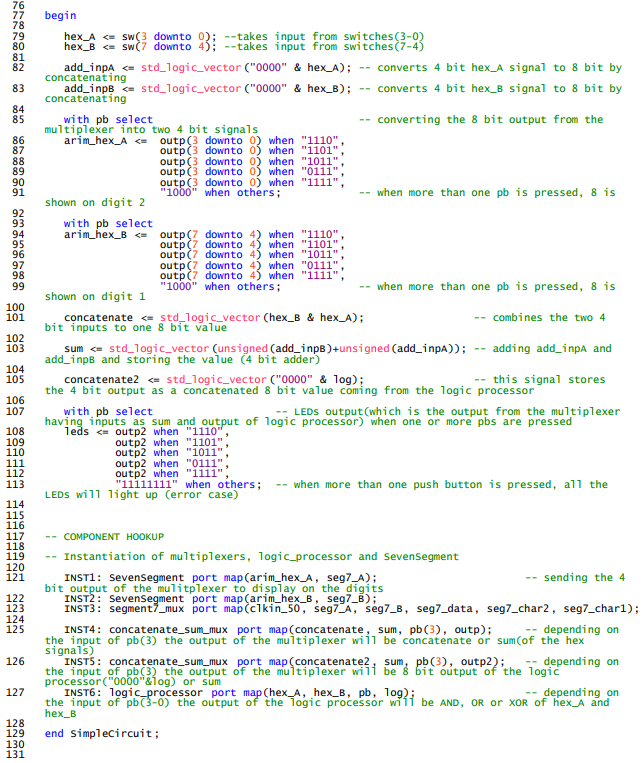 76
77 begin
78
79 hex_A <= sw(3 downto 0); --takes input from switches(3-0)
80 hex_B <= sw(7 downto 4); --takes input from switches(7-4)
81
82 add_inpA <= std_logic_vector("0000" & hex_A); -- converts 4 bit hex_A signal to 8 bit by
concatenating
83 add_inpB <= std_logic_vector("0000" & hex_B); -- converts 4 bit hex_B signal to 8 bit by
concatenating
84
85 with pb select -- converting the 8 bit output from the
multiplexer into two 4 bit signals
86 arim_hex_A <= outp(3 downto 0) when "1110",
87 outp(3 downto 0) when "1101",
88 outp(3 downto 0) when "1011",
89 outp(3 downto 0) when "0111",
90 outp(3 downto 0) when "1111",
91 "1000" when others; -- when more than one pb is pressed, 8 is
shown on digit 2
92
93 with pb select
94 arim_hex_B <= outp(7 downto 4) when "1110",
95 outp(7 downto 4) when "1101",
96 outp(7 downto 4) when "1011",
97 outp(7 downto 4) when "0111",
98 outp(7 downto 4) when "1111",
99 "1000" when others; -- when more than one pb is pressed, 8 is
shown on digit 1
100
101 concatenate <= std_logic_vector(hex_B & hex_A); -- combines the two 4
bit inputs to one 8 bit value
102
103 sum <= std_logic_vector(unsigned(add_inpB)+unsigned(add_inpA)); -- adding add_inpA and
add_inpB and storing the value (4 bit adder)
104
105 concatenate2 <= std_logic_vector("0000" & log); -- this signal stores
the 4 bit output as a concatenated 8 bit value coming from the logic processor
106
107 with pb select -- LEDs output(which is the output from the multiplexer
having inputs as sum and output of logic processor) when one or more pbs are pressed
108 leds <= outp2 when "1110",
109 outp2 when "1101",
110 outp2 when "1011",
111 outp2 when "0111",
112 outp2 when "1111",
113 "11111111" when others; -- when more than one push button is pressed, all the
LEDs will light up (error case)
114
115
116
117 -- COMPONENT HOOKUP
118
119 -- Instantiation of multiplexers, logic_processor and SevenSegment
120
121 INST1: SevenSegment port map(arim_hex_A, seg7_A); -- sending the 4
bit output of the mulitplexer to display on the digits
122 INST2: SevenSegment port map(arim_hex_B, seg7_B);
123 INST3: segment7_mux port map(clkin_50, seg7_A, seg7_B, seg7_data, seg7_char2, seg7_char1);
124
125 INST4: concatenate_sum_mux port map(concatenate, sum, pb(3), outp); -- depending on
the input of pb(3) the output of the multiplexer will be concatenate or sum(of the hex
signals)
126 INST5: concatenate_sum_mux port map(concatenate2, sum, pb(3), outp2); -- depending on
the input of pb(3) the output of the multiplexer will be 8 bit output of the logic
processor("0000"&log) or sum
127 INST6: logic_processor port map(hex_A, hex_B, pb, log); -- depending on
the input of pb(3-0) the output of the logic processor will be AND, OR or XOR of hex_A and
hex_B
128
129 end SimpleCircuit;
130
131